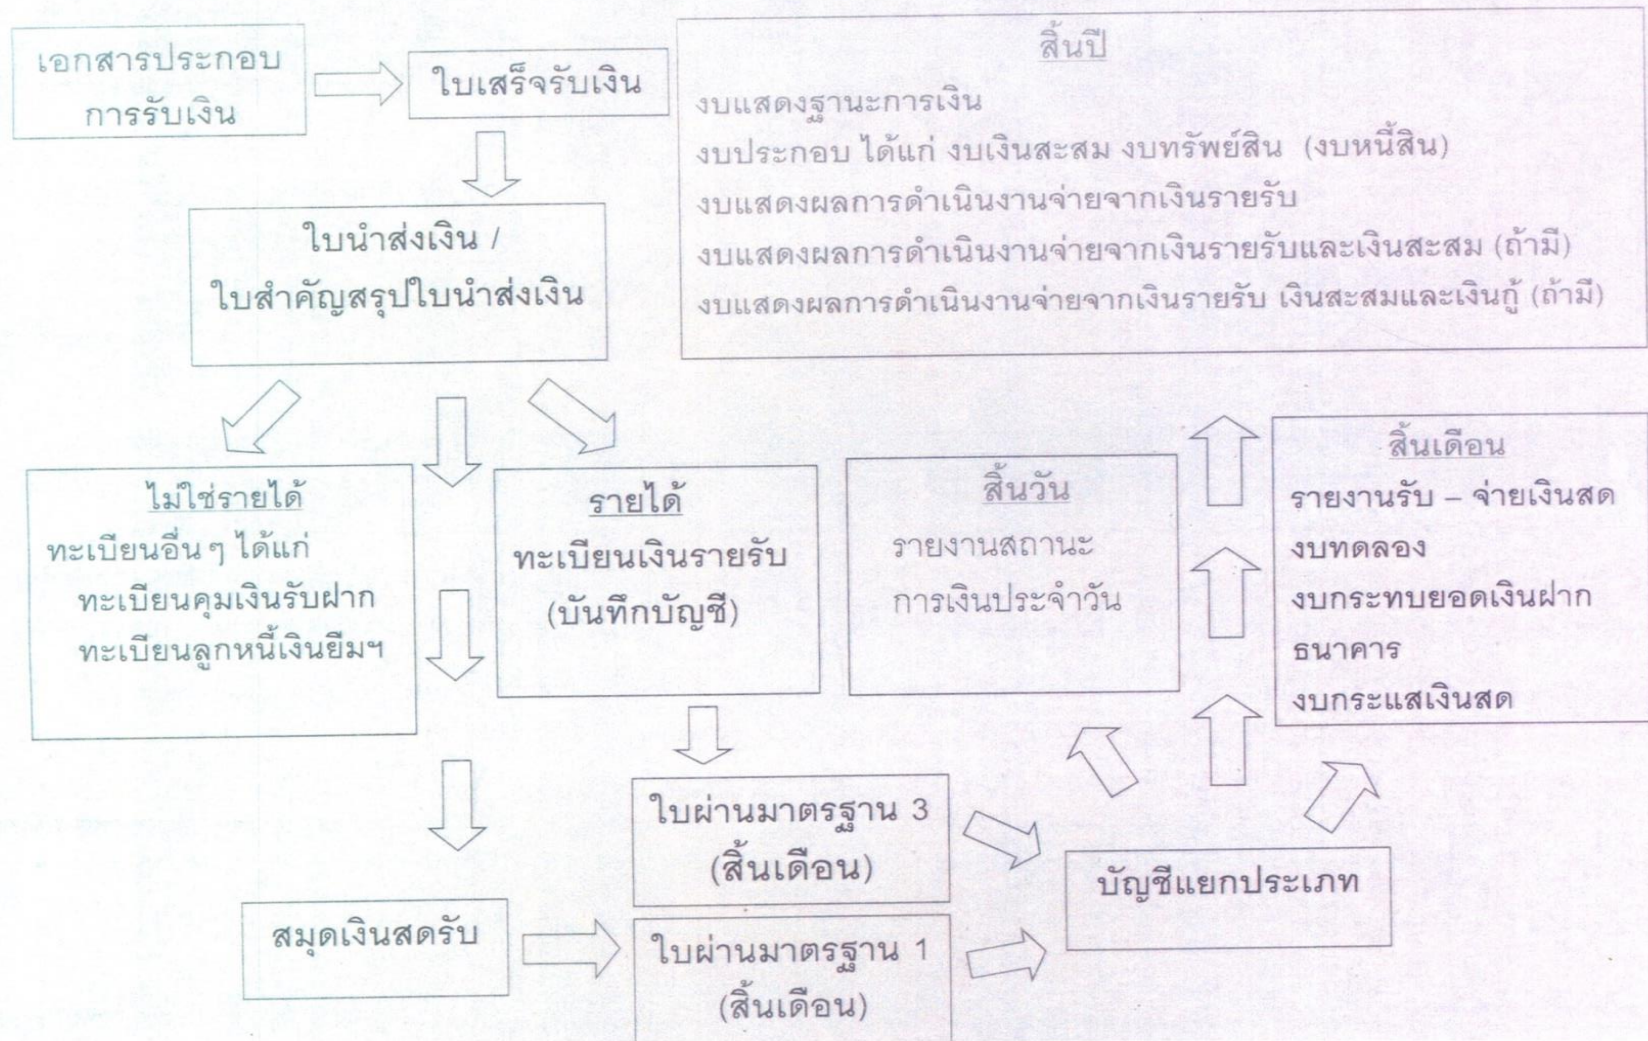 เอกสารประกอบ
การรับเงิน
ใบเสร็จรับเงิน
ใบนำส่งเงิน /
ใบสำคัญสรุปใบนำส่งเงิน
สิ้นปี
งบแสดงฐานะการเงิน
งบประกอบ ได้แก่ งบเงินสะสม งบทรัพย์สิน (งบหนี้สิน)
งบแสดงผลการดำเนินงานจ่ายจากเงินรายรับ
งบแสดงผลการดำเนินงานจ่ายจากเงินรายรับและเงินสะสม (ถ้ามี)
งบแสดงผลการดำเนินงานจ่ายจากเงินรายรับ เงินสะสมและเงินกู้ (ถ้ามี)
ไม่ใช่รายได้
ทะเบียนอื่นๆ ได้แก่
ทะเบียนคุมเงินรับฝาก
ทะเบียนลูกหนี้เงินยืมฯ
รายได้
ทะเบียนเงินรายรับ
(บันทึกบัญชี)
สิ้นวัน
รายงานสถานะ
การเงินประจำวัน
สิ้นเดือน
รายงานรับ – จ่ายเงินสด
งบทดลอง
งบกระทบยอดเงินฝาก
ธนาคาร
งบกระแสเงินสด
ใบผ่านมาตรฐาน 3
(สิ้นเดือน)
บัญชีแยกประเภท
สมุดเงินสดรับ
ใบผ่านมาตรฐาน 1
(สิ้นเดือน)